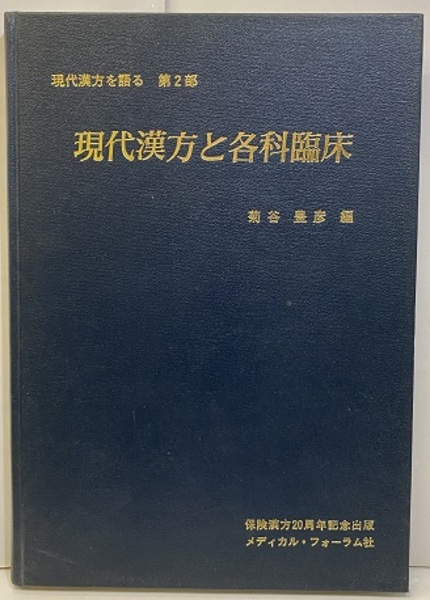 現代漢方を語る 第2部
現代漢方と各科臨床
菊谷 豊彦 編
保険漢方20周年記念出版
メディカル・フォーラム社